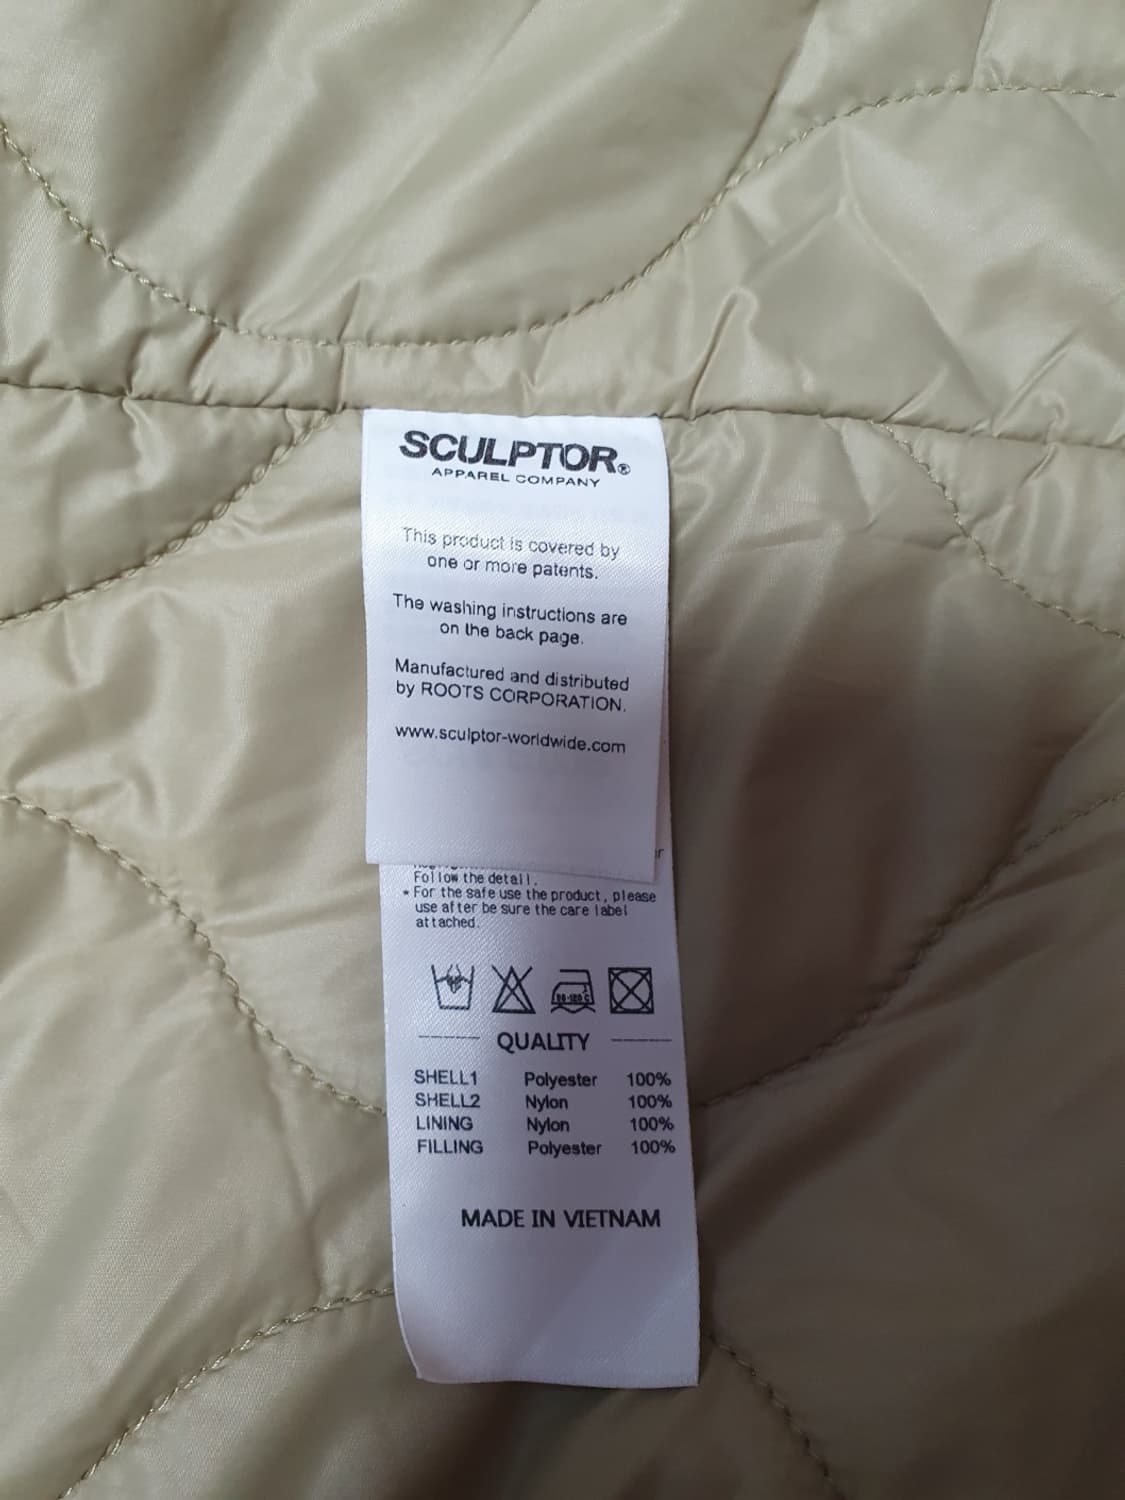 SCULPTOR®
APPAREL COMPANY
This product is covered by
one or more patents.
The washing instructions are
on the back page.
Manufactured and distributed
by ROOTS CORPORATION.
www.sculptor-worldwide.com
Follow the detail.
* For the safe use the product, please
use after be sure the care label
attached.
QUALITY
SHELL1 Polyester 100%
SHELL2 Nylon 100%
LINING Nylon 100%
FILLING Polyester 100%
MADE IN VIETNAM